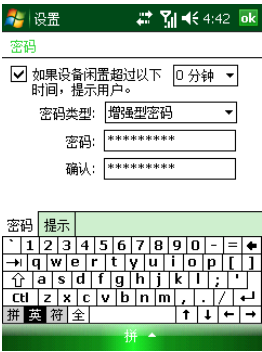 设置 4:42 ok
密码
如果设备闲置超过以下 0 分钟
时间，提示用户。
密码类型: 增强型密码
密码: *********
确认: *********
密码 提示
` 1 2 3 4 5 6 7 8 9 0 - =
q w e r t y u i o p [ ]
a s d f g h j k l ; '
Ctl z x c v b n m , . /
拼 英 符 全
拼